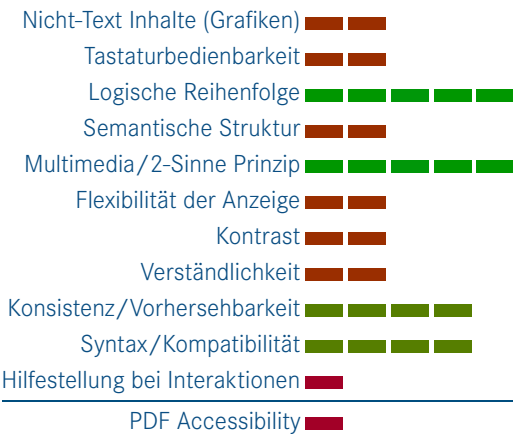 Nicht-Text Inhalte (Grafiken)
Tastaturbedienbarkeit
Logische Reihenfolge
Semantische Struktur
Multimedia/2-Sinne Prinzip
Flexibilität der Anzeige
Kontrast
Verständlichkeit
Konsistenz/Vorhersehbarkeit
Syntax/Kompatibilität
Hilfestellung bei Interaktionen
PDF Accessibility